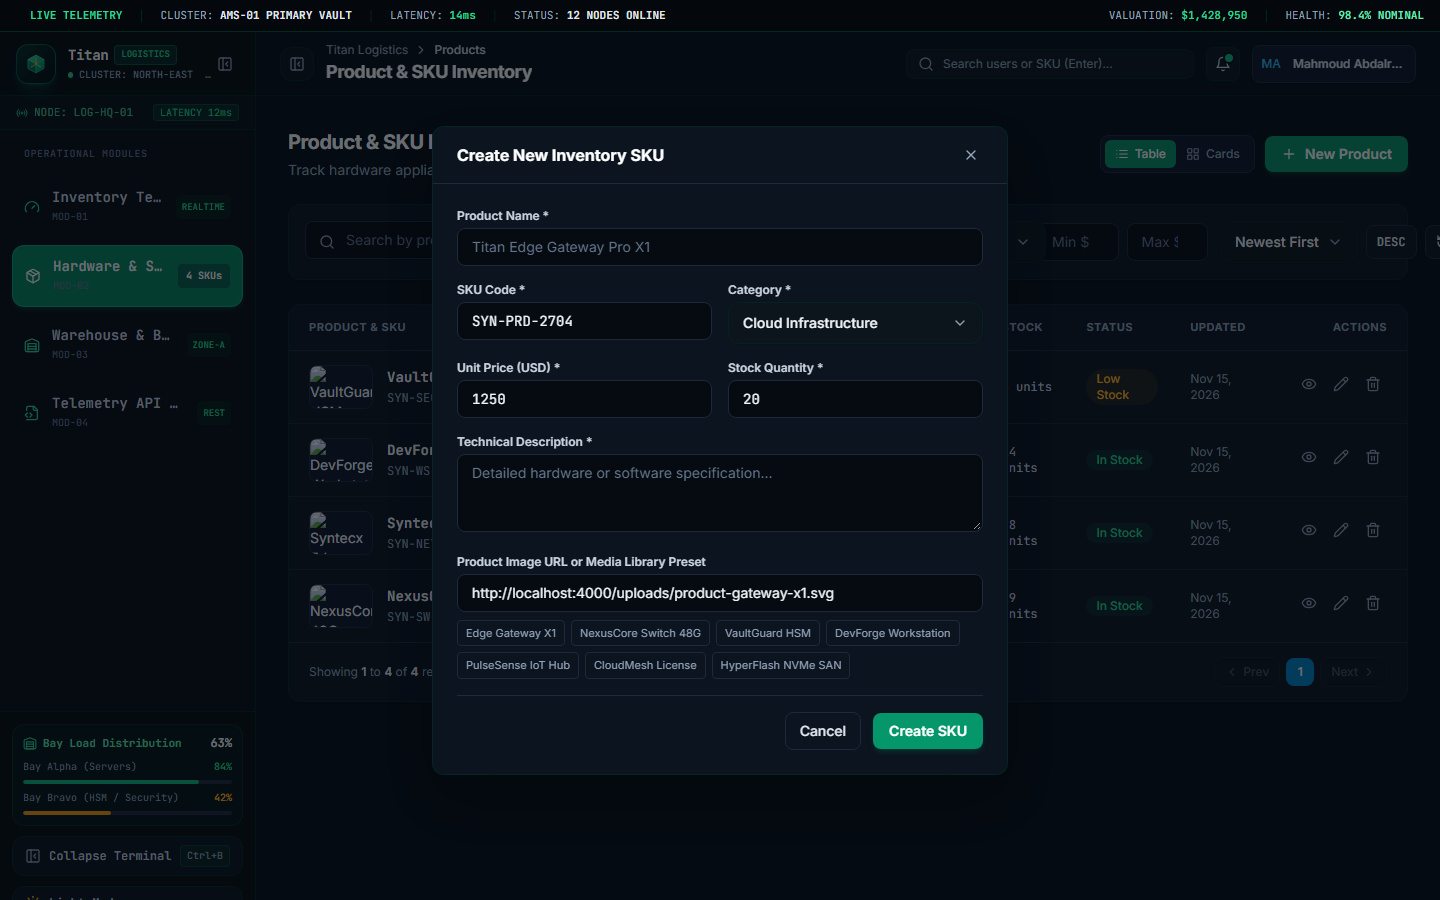 LIVE TELEMETRY
CLUSTER: AMS-01 PRIMARY VAULT
LATENCY: 14ms
STATUS: 12 NODES ONLINE
VALUATION: $1,428,950
HEALTH: 98.4% NOMINAL
Titan LOGISTICS
CLUSTER: NORTH-EAST …
NODE: LOG-HQ-01
LATENCY 12ms
OPERATIONAL MODULES
Inventory Te…
MOD-01
REALTIME
Hardware & S…
MOD-02
4 SKUs
Warehouse & B…
MOD-03
ZONE-A
Telemetry API …
MOD-04
REST
Bay Load Distribution 63%
Bay Alpha (Servers) 84%
Bay Bravo (HSM / Security) 42%
Collapse Terminal Ctrl+B
Titan Logistics > Products
Product & SKU Inventory
Search users or SKU (Enter)...
MA Mahmoud Abdalr...
Product & SKU I
Track hardware applia
Table
Cards
+ New Product
Search by pr
Min $
Max $
Newest First
DESC
PRODUCT & SKU
STOCK
STATUS
UPDATED
ACTIONS
VaultGuar
VaultG
SYN-SE
units
Low
Stock
Nov 15,
2026
DevForge
DevFor
SYN-WS
4
nits
In Stock
Nov 15,
2026
Syntecx
Syntec
SYN-NE
8
nits
In Stock
Nov 15,
2026
NexusCor
NexusC
SYN-SW
9
nits
In Stock
Nov 15,
2026
Showing 1 to 4 of 4 re
Prev
1
Next
Create New Inventory SKU
Product Name *
Titan Edge Gateway Pro X1
SKU Code *
SYN-PRD-2704
Category *
Cloud Infrastructure
Unit Price (USD) *
1250
Stock Quantity *
20
Technical Description *
Detailed hardware or software specification...
Product Image URL or Media Library Preset
http://localhost:4000/uploads/product-gateway-x1.svg
Edge Gateway X1
NexusCore Switch 48G
VaultGuard HSM
DevForge Workstation
PulseSense IoT Hub
CloudMesh License
HyperFlash NVMe SAN
Cancel
Create SKU